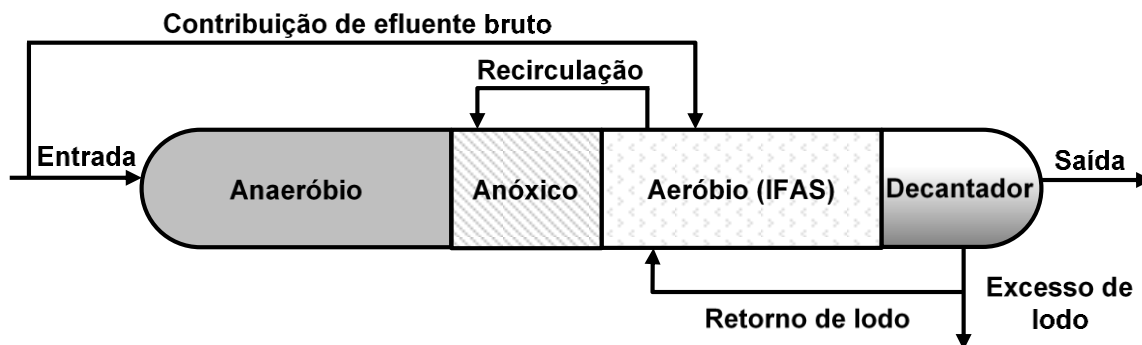 Contribuição de efluente bruto
Recirculação
Entrada
Anaeróbio
Anóxico
Aeróbio (IFAS)
Decantador
Saída
Retorno de lodo
Excesso de
lodo